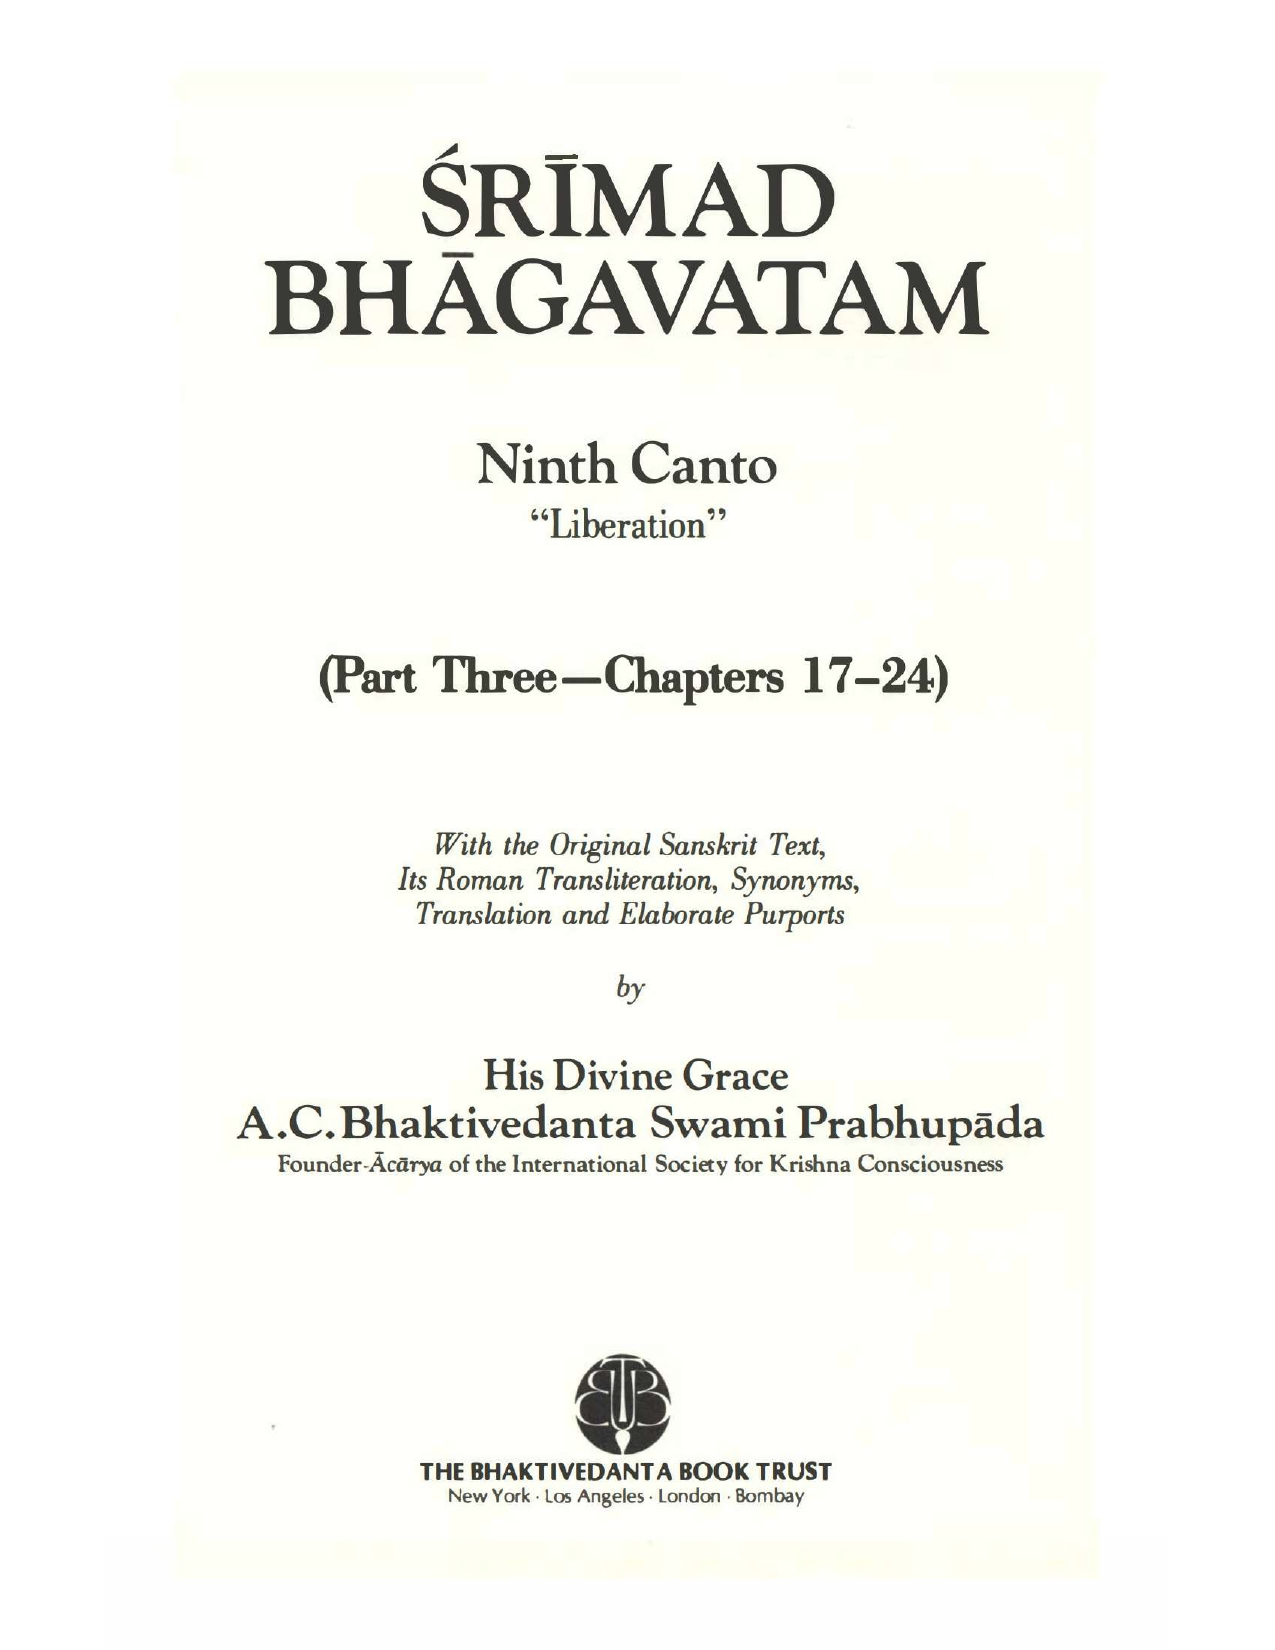 ŚRĪMAD
BHĀGAVATAM
Ninth Canto
“Liberation”
(Part Three—Chapters 17–24)
With the Original Sanskrit Text,
Its Roman Transliteration, Synonyms,
Translation and Elaborate Purports
by
His Divine Grace
A.C. Bhaktivedanta Swami Prabhupāda
Founder-Ācārya of the International Society for Krishna Consciousness
BTB
THE BHAKTIVEDANTA BOOK TRUST
New York · Los Angeles · London · Bombay